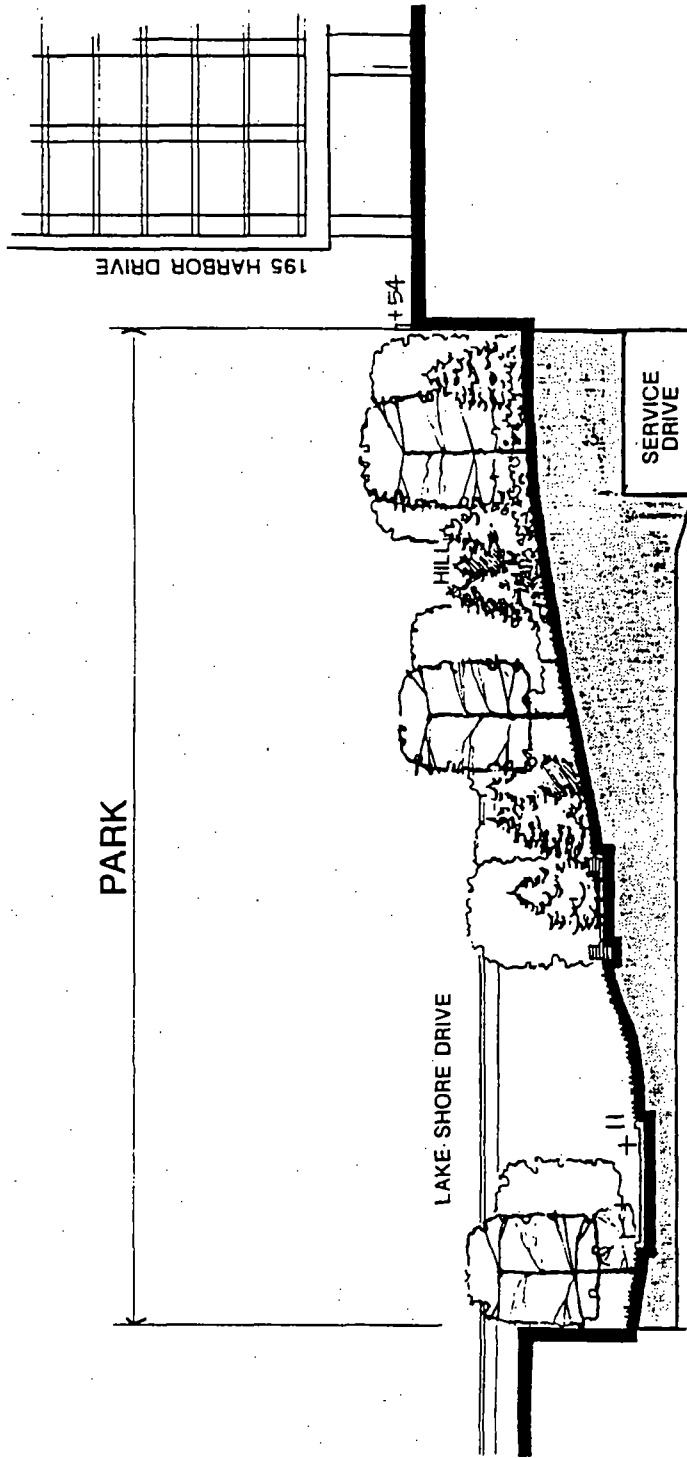 PARK
195 HARBOR DRIVE
+54
HILL
LAKE SHORE DRIVE
+11
SERVICE
DRIVE